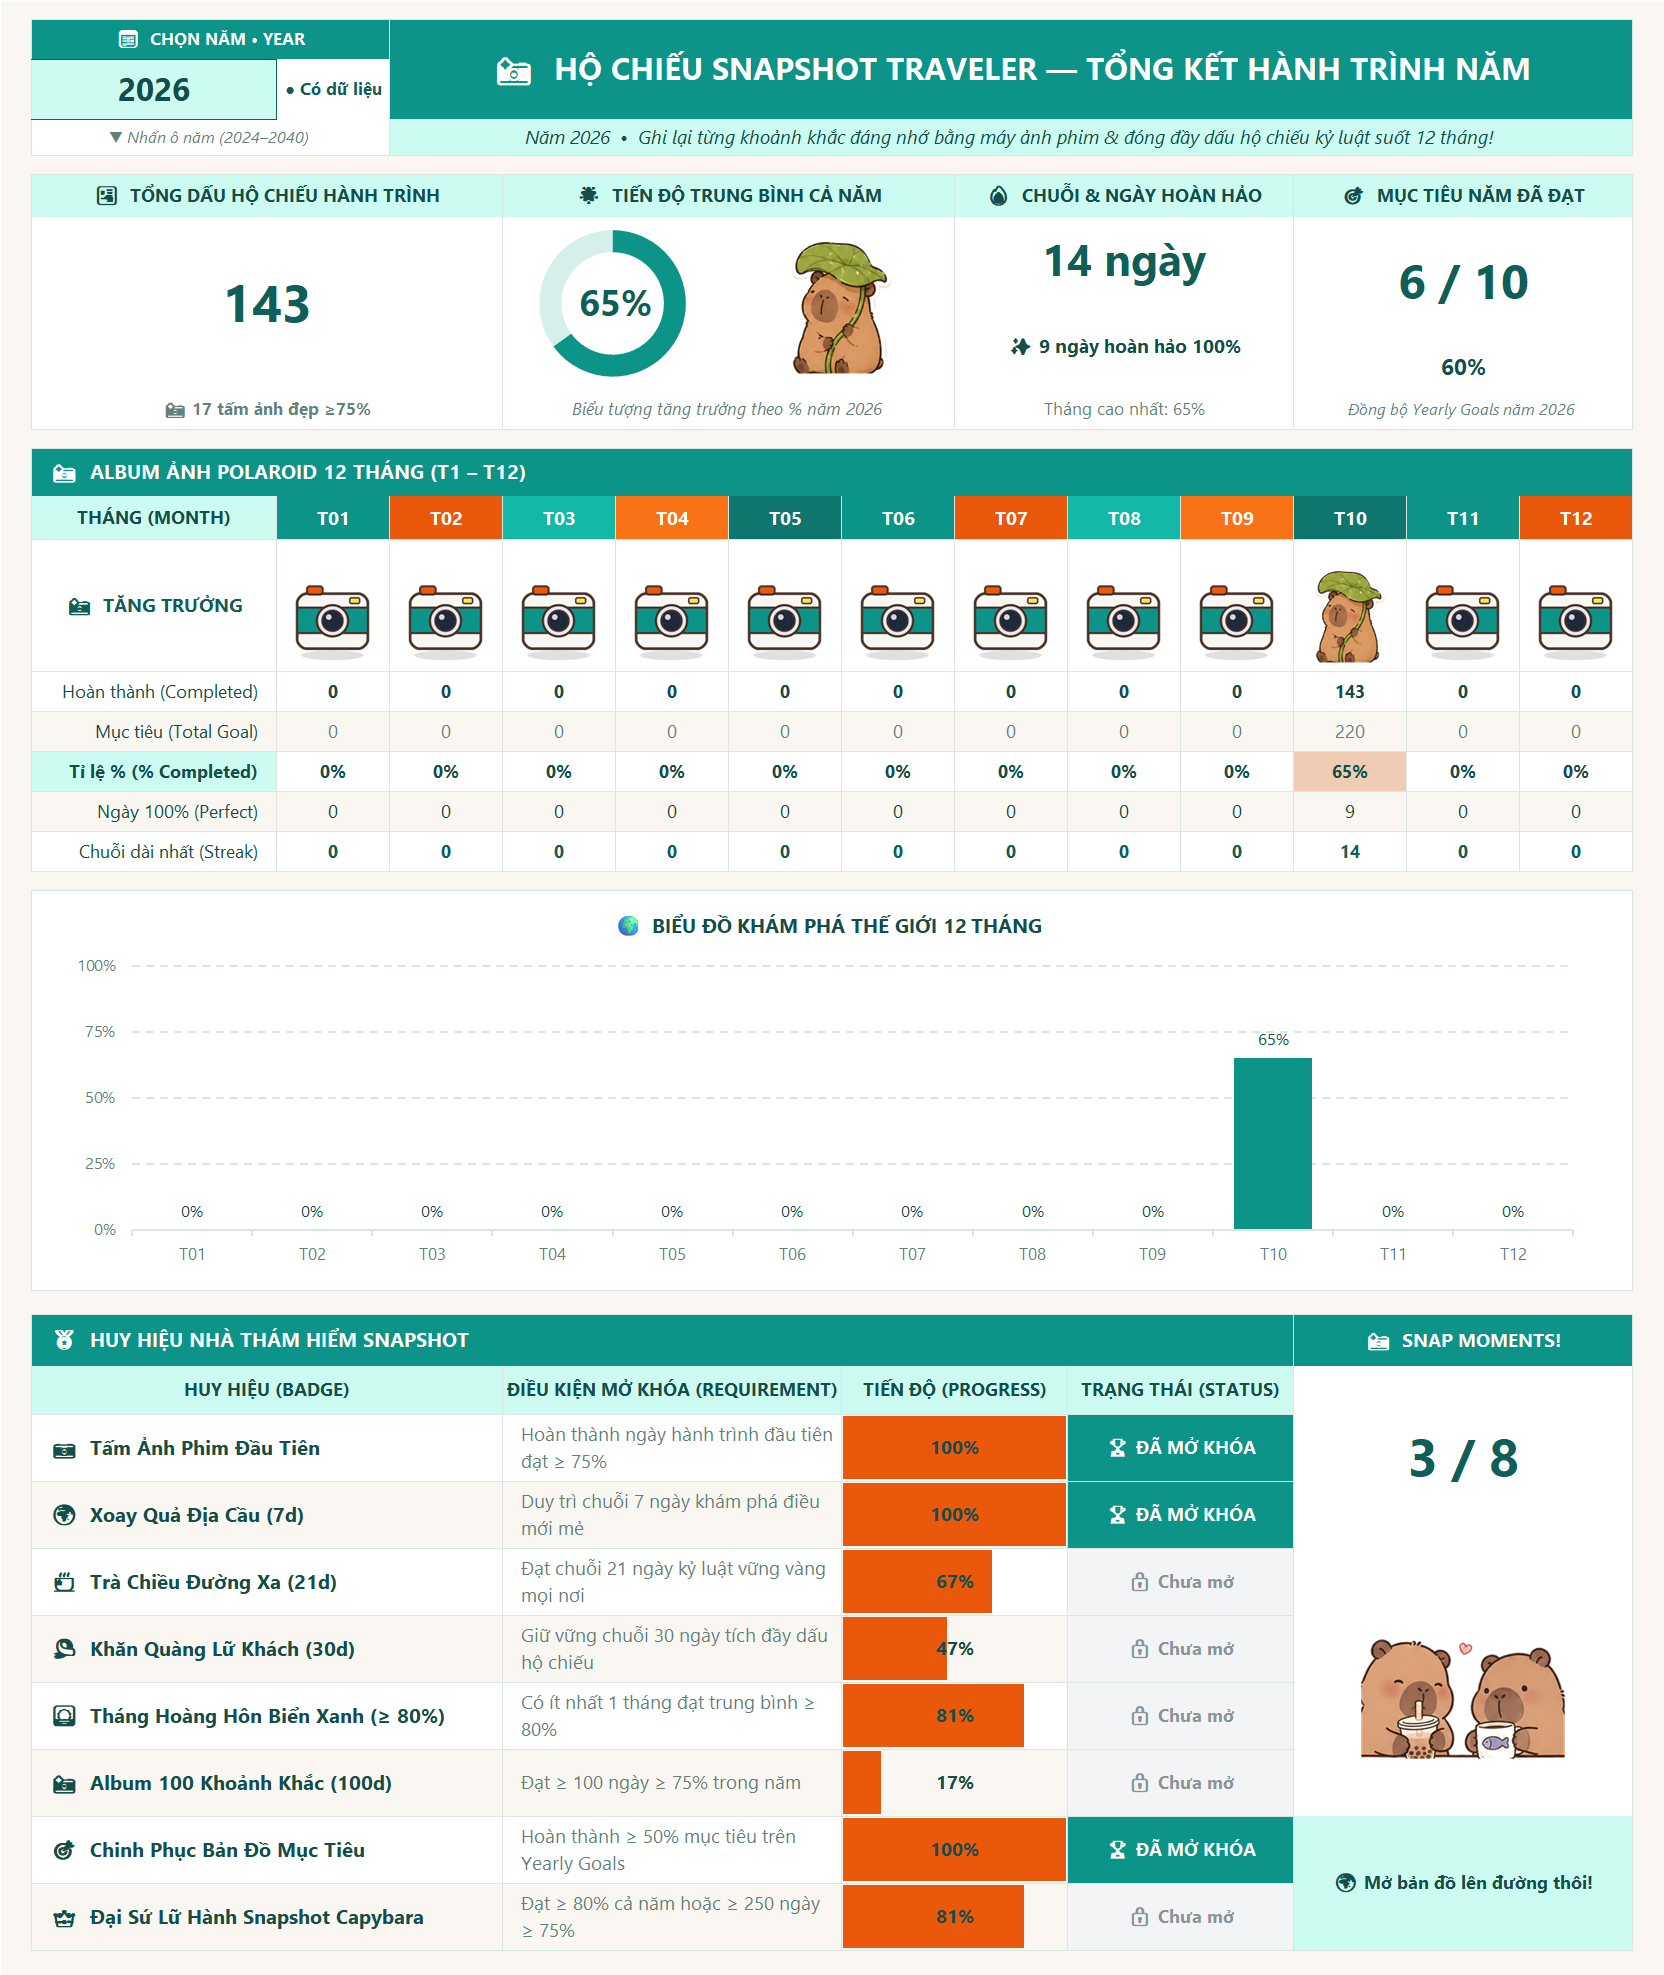 CHỌN NĂM • YEAR
2026
● Có dữ liệu
▼ Nhấn ô năm (2024–2040)
HỘ CHIẾU SNAPSHOT TRAVELER — TỔNG KẾT HÀNH TRÌNH NĂM
Năm 2026 • Ghi lại từng khoảnh khắc đáng nhớ bằng máy ảnh phim & đóng đầy dấu hộ chiếu kỷ luật suốt 12 tháng!
TỔNG DẤU HỘ CHIẾU HÀNH TRÌNH
143
17 tấm ảnh đẹp ≥75%
TIẾN ĐỘ TRUNG BÌNH CẢ NĂM
65%
Biểu tượng tăng trưởng theo % năm 2026
CHUỖI & NGÀY HOÀN HẢO
14 ngày
9 ngày hoàn hảo 100%
Tháng cao nhất: 65%
MỤC TIÊU NĂM ĐÃ ĐẠT
6 / 10
60%
Đồng bộ Yearly Goals năm 2026
ALBUM ẢNH POLAROID 12 THÁNG (T1 – T12)
THÁNG (MONTH) T01 T02 T03 T04 T05 T06 T07 T08 T09 T10 T11 T12
TĂNG TRƯỞNG
Hoàn thành (Completed) 0 0 0 0 0 0 0 0 0 143 0 0
Mục tiêu (Total Goal) 0 0 0 0 0 0 0 0 0 220 0 0
Tỉ lệ % (% Completed) 0% 0% 0% 0% 0% 0% 0% 0% 0% 65% 0% 0%
Ngày 100% (Perfect) 0 0 0 0 0 0 0 0 0 9 0 0
Chuỗi dài nhất (Streak) 0 0 0 0 0 0 0 0 0 14 0 0
BIỂU ĐỒ KHÁM PHÁ THẾ GIỚI 12 THÁNG
100%
75%
50%
25%
0%
0% 0% 0% 0% 0% 0% 0% 0% 0% 65% 0% 0%
T01 T02 T03 T04 T05 T06 T07 T08 T09 T10 T11 T12
HUY HIỆU NHÀ THÁM HIỂM SNAPSHOT
HUY HIỆU (BADGE) ĐIỀU KIỆN MỞ KHÓA (REQUIREMENT) TIẾN ĐỘ (PROGRESS) TRẠNG THÁI (STATUS)
Tấm Ảnh Phim Đầu Tiên
Hoàn thành ngày hành trình đầu tiên
đạt ≥ 75%
100%
ĐÃ MỞ KHÓA
Xoay Quả Địa Cầu (7d)
Duy trì chuỗi 7 ngày khám phá điều
mới mẻ
100%
ĐÃ MỞ KHÓA
Trà Chiều Đường Xa (21d)
Đạt chuỗi 21 ngày kỷ luật vững vàng
mọi nơi
67%
Chưa mở
Khăn Quàng Lữ Khách (30d)
Giữ vững chuỗi 30 ngày tích đầy dấu
hộ chiếu
47%
Chưa mở
Tháng Hoàng Hôn Biển Xanh (≥ 80%)
Có ít nhất 1 tháng đạt trung bình ≥
80%
81%
Chưa mở
Album 100 Khoảnh Khắc (100d)
Đạt ≥ 100 ngày ≥ 75% trong năm
17%
Chưa mở
Chinh Phục Bản Đồ Mục Tiêu
Hoàn thành ≥ 50% mục tiêu trên
Yearly Goals
100%
ĐÃ MỞ KHÓA
Đại Sứ Lữ Hành Snapshot Capybara
Đạt ≥ 80% cả năm hoặc ≥ 250 ngày
≥ 75%
81%
Chưa mở
SNAP MOMENTS!
3 / 8
Mở bản đồ lên đường thôi!